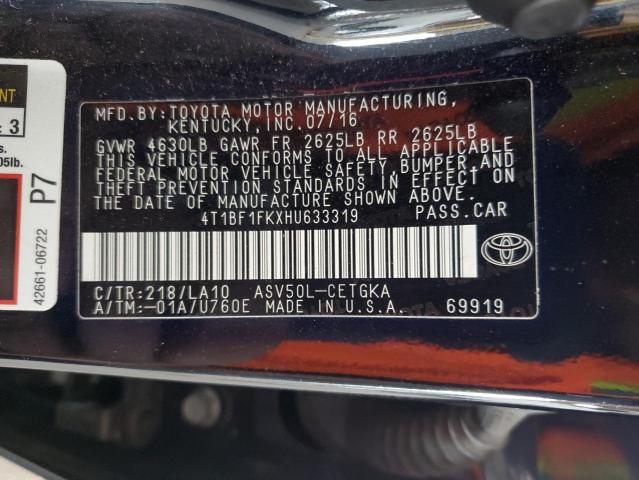 MFD.BY: TOYOTA MOTOR MANUFACTURING,
KENTUCKY, INC. 07/16
GVWR 4630LB GAWR FR 2625LB RR 2625LB
THIS VEHICLE CONFORMS TO ALL APPLICABLE
FEDERAL MOTOR VEHICLE SAFETY, BUMPER, AND
THEFT PREVENTION STANDARDS IN EFFECT ON
THE DATE OF MANUFACTURE SHOWN ABOVE.
4T1BF1FKXHU633319 PASS.CAR
C/TR:218/LA10 ASV50L-CETGKA
A/TM:-01A/U760E MADE IN U.S.A. 69919
: 3
P7
42661-06722